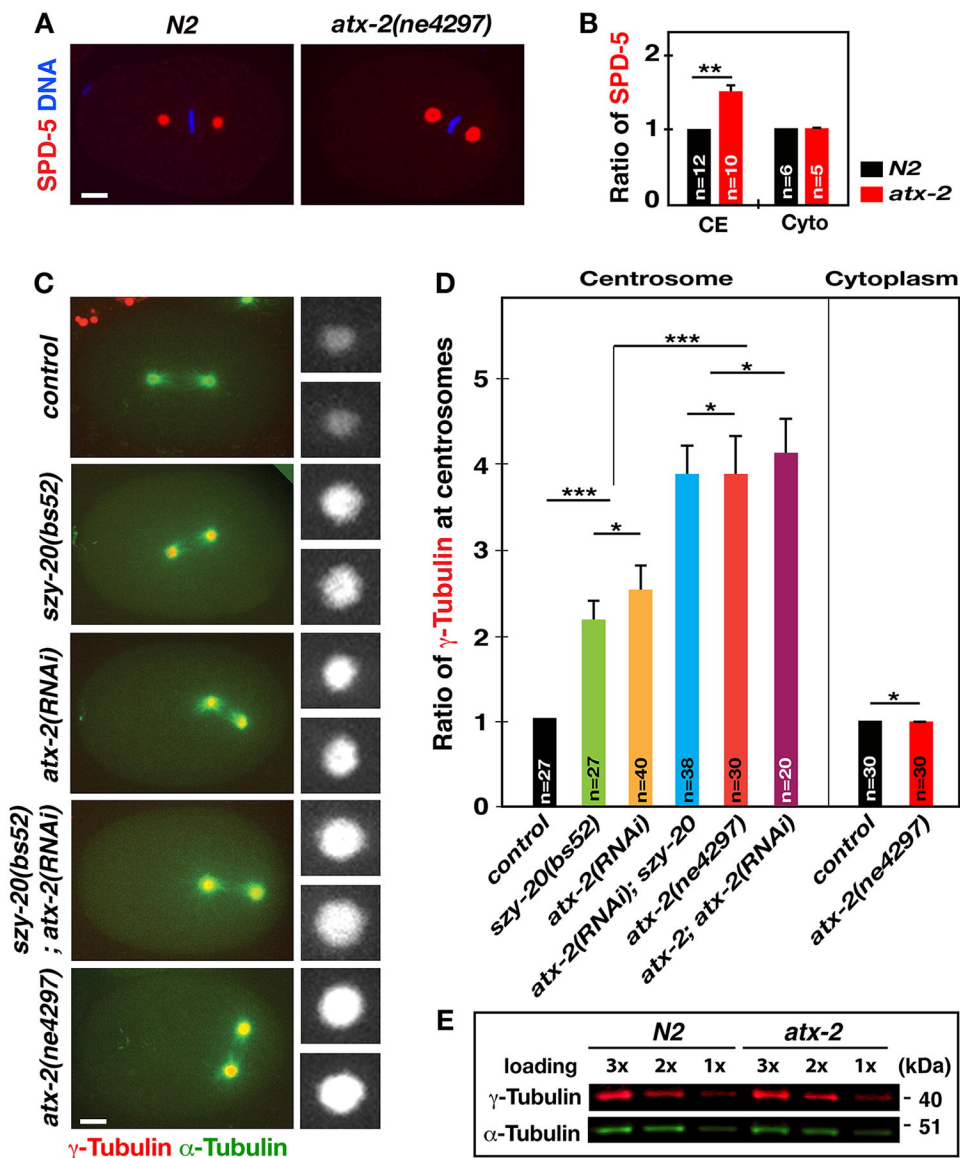 A
N2
atx-2(ne4297)
SPD-5 DNA
B
Ratio of SPD-5
2
1
0
**
n=12
n=10
n=6
n=5
CE
Cyto
N2
atx-2
C
control
szy-20(bs52)
atx-2(RNAi)
szy-20(bs52)
; atx-2(RNAi)
atx-2(ne4297)
γ-Tubulin α-Tubulin
D
Centrosome
Cytoplasm
Ratio of γ-Tubulin at centrosomes
5
4
3
2
1
0
***
*
***
*
*
*
n=27
n=27
n=40
n=38
n=30
n=20
n=30
n=30
control
szy-20(bs52)
atx-2(RNAi)
atx-2(RNAi); szy-20
atx-2(ne4297)
atx-2; atx-2(RNAi)
control
atx-2(ne4297)
E
N2
atx-2
loading 3x 2x 1x 3x 2x 1x (kDa)
γ-Tubulin - 40
α-Tubulin - 51